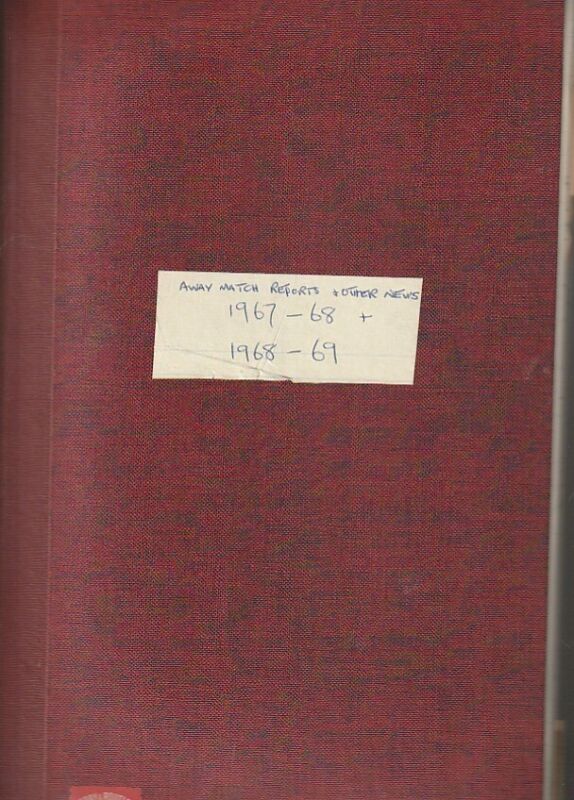 AWAY MATCH REPORTS + OTHER NEWS
1967 - 68 +
1968 - 69